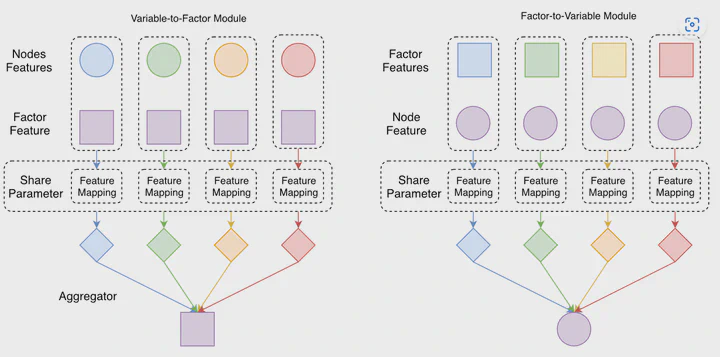 Variable-to-Factor Module
Nodes
Features
Factor
Feature
Share
Parameter
Feature
Mapping
Feature
Mapping
Feature
Mapping
Feature
Mapping
Aggregator
Factor-to-Variable Module
Factor
Features
Node
Feature
Share
Parameter
Feature
Mapping
Feature
Mapping
Feature
Mapping
Feature
Mapping